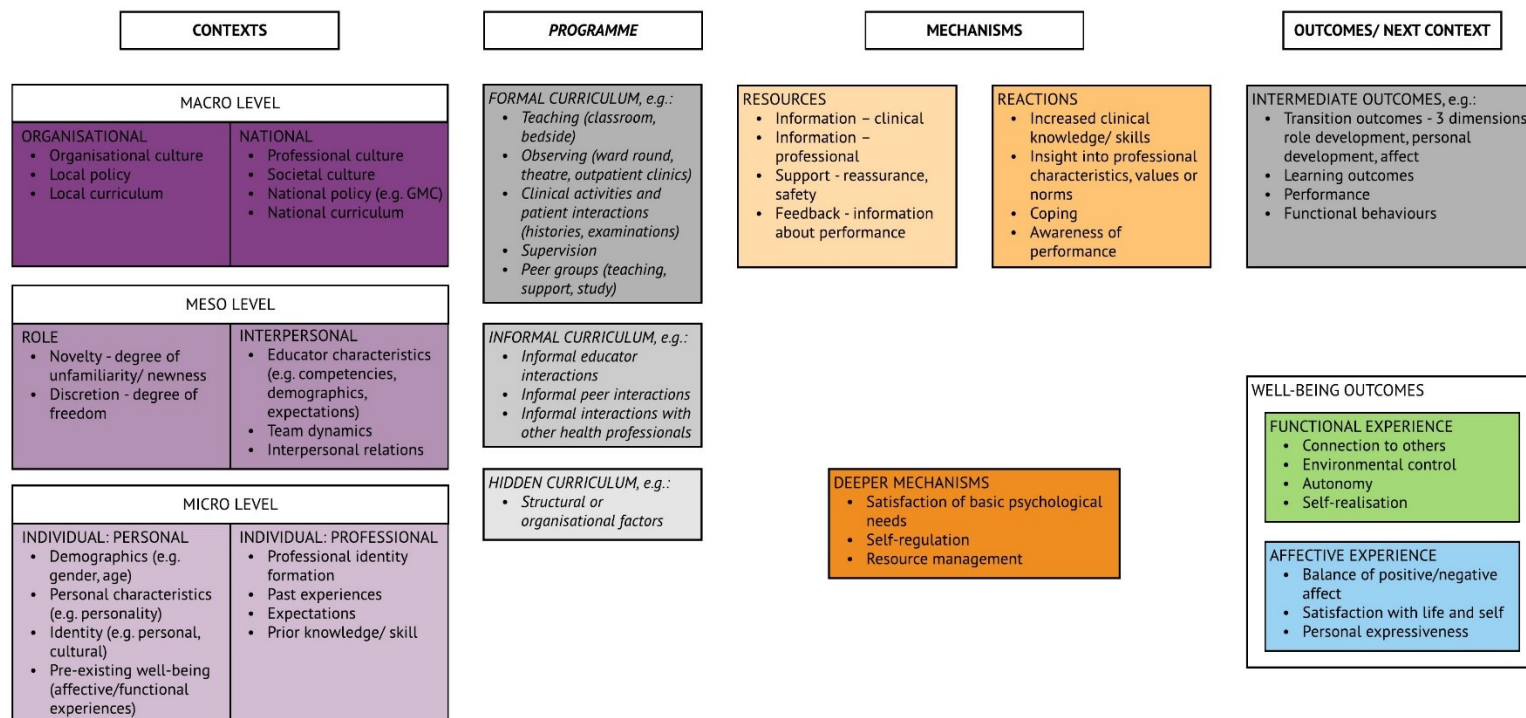 CONTEXTS
MACRO LEVEL
ORGANISATIONAL
• Organisational culture
• Local policy
• Local curriculum
NATIONAL
• Professional culture
• Societal culture
• National policy (e.g. GMC)
• National curriculum
MESO LEVEL
ROLE
• Novelty - degree of
unfamiliarity/ newness
• Discretion - degree of
freedom
INTERPERSONAL
• Educator characteristics
(e.g. competencies,
demographics,
expectations)
• Team dynamics
• Interpersonal relations
MICRO LEVEL
INDIVIDUAL: PERSONAL
• Demographics (e.g.
gender, age)
• Personal characteristics
(e.g. personality)
• Identity (e.g. personal,
cultural)
• Pre-existing well-being
(affective/functional
experiences)
INDIVIDUAL: PROFESSIONAL
• Professional identity
formation
• Past experiences
• Expectations
• Prior knowledge/ skill
PROGRAMME
FORMAL CURRICULUM, e.g.:
• Teaching (classroom,
bedside)
• Observing (ward round,
theatre, outpatient clinics)
• Clinical activities and
patient interactions
(histories, examinations)
• Supervision
• Peer groups (teaching,
support, study)
INFORMAL CURRICULUM, e.g.:
• Informal educator
interactions
• Informal peer interactions
• Informal interactions with
other health professionals
HIDDEN CURRICULUM, e.g.:
• Structural or
organisational factors
MECHANISMS
RESOURCES
• Information – clinical
• Information –
professional
• Support - reassurance,
safety
• Feedback - information
about performance
REACTIONS
• Increased clinical
knowledge/ skills
• Insight into professional
characteristics, values or
norms
• Coping
• Awareness of
performance
DEEPER MECHANISMS
• Satisfaction of basic psychological
needs
• Self-regulation
• Resource management
OUTCOMES/ NEXT CONTEXT
INTERMEDIATE OUTCOMES, e.g.:
• Transition outcomes - 3 dimensions
role development, personal
development, affect
• Learning outcomes
• Performance
• Functional behaviours
WELL-BEING OUTCOMES
FUNCTIONAL EXPERIENCE
• Connection to others
• Environmental control
• Autonomy
• Self-realisation
AFFECTIVE EXPERIENCE
• Balance of positive/negative
affect
• Satisfaction with life and self
• Personal expressiveness